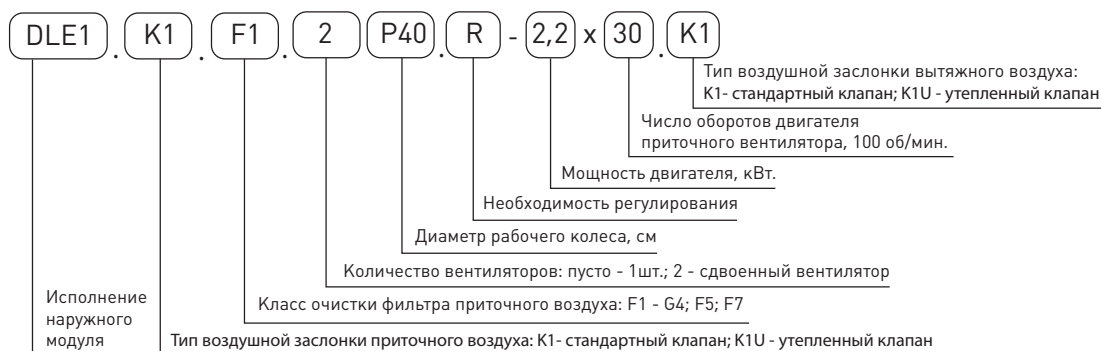 DLE1 . K1 . F1 . 2 P40 . R - 2,2 x 30 . K1
Тип воздушной заслонки вытяжного воздуха:
K1- стандартный клапан; K1U - утепленный клапан
Число оборотов двигателя
приточного вентилятора, 100 об/мин.
Мощность двигателя, кВт.
Необходимость регулирования
Диаметр рабочего колеса, см
Количество вентиляторов: пусто - 1шт.; 2 - сдвоенный вентилятор
Класс очистки фильтра приточного воздуха: F1 - G4; F5; F7
Тип воздушной заслонки приточного воздуха: K1- стандартный клапан; K1U - утепленный клапан
Исполнение
наружного
модуля